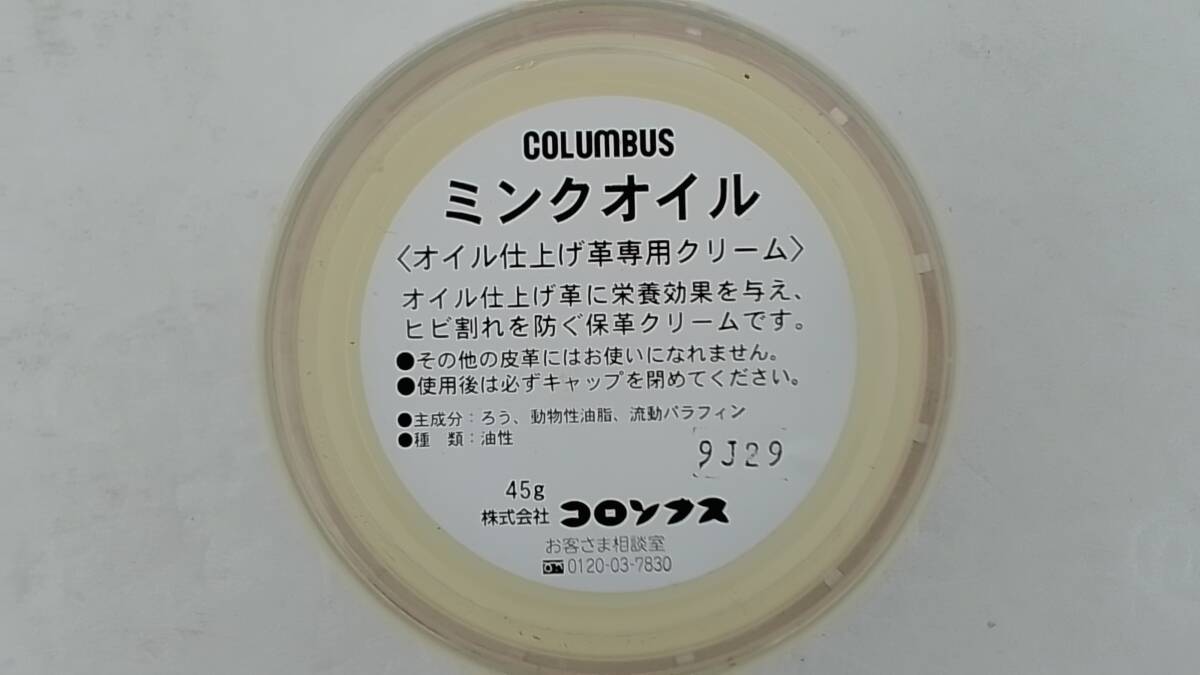 COLUMBUS
ミンクオイル
〈オイル仕上げ革専用クリーム〉
オイル仕上げ革に栄養効果を与え、
ヒビ割れを防ぐ保革クリームです。
●その他の皮革にはお使いになれません。
●使用後は必ずキャップを閉めてください。
●主成分：ろう、動物性油脂、流動パラフィン
●種　類：油性
9J29
45g
株式会社 コロンブス
お客さま相談室
0120-03-7830